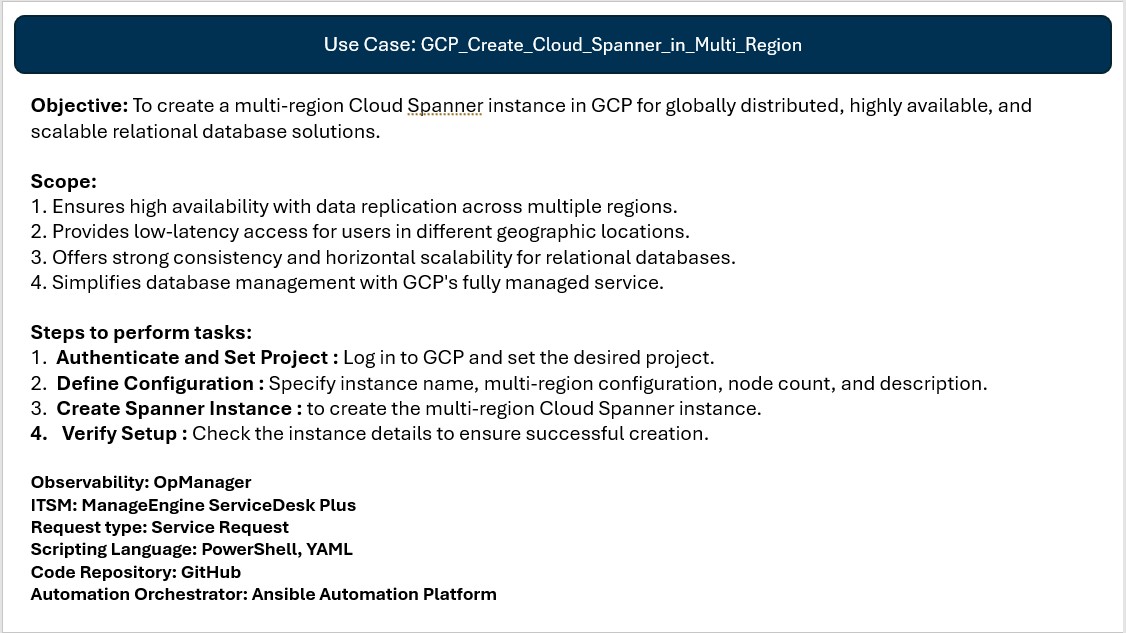 Use Case: GCP_Create_Cloud_Spanner_in_Multi_Region
Objective: To create a multi-region Cloud Spanner instance in GCP for globally distributed, highly available, and
scalable relational database solutions.
Scope:
1. Ensures high availability with data replication across multiple regions.
2. Provides low-latency access for users in different geographic locations.
3. Offers strong consistency and horizontal scalability for relational databases.
4. Simplifies database management with GCP's fully managed service.
Steps to perform tasks:
1. Authenticate and Set Project : Log in to GCP and set the desired project.
2. Define Configuration : Specify instance name, multi-region configuration, node count, and description.
3. Create Spanner Instance : to create the multi-region Cloud Spanner instance.
4. Verify Setup : Check the instance details to ensure successful creation.
Observability: OpManager
ITSM: ManageEngine ServiceDesk Plus
Request type: Service Request
Scripting Language: PowerShell, YAML
Code Repository: GitHub
Automation Orchestrator: Ansible Automation Platform